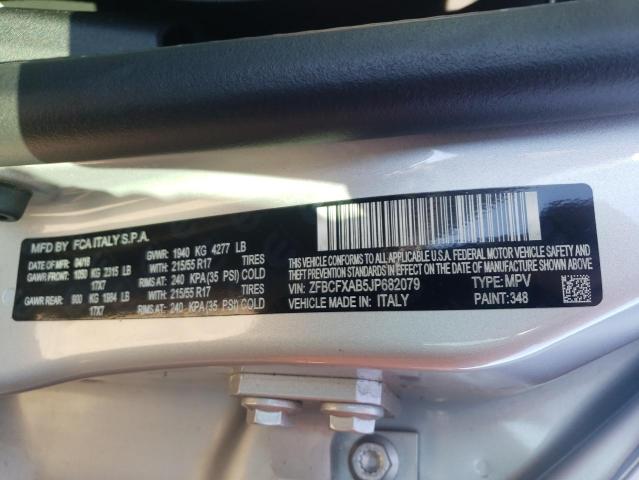 MFD BY FCA ITALY S.P.A.
DATE OF MFR: 04/18 GVWR: 1940 KG 4277 LB
GAWR FRONT: 1050 KG 2315 LB WITH: 215/55 R17 TIRES
17X7 RIMS AT: 240 KPA (35 PSI) COLD
GAWR REAR: 900 KG 1984 LB WITH: 215/55 R17 TIRES
17X7 RIMS AT: 240 KPA (35 PSI) COLD
THIS VEHICLE CONFORMS TO ALL APPLICABLE U.S.A. FEDERAL MOTOR VEHICLE SAFETY
BUMPER AND THEFT PREVENTION STANDARDS IN EFFECT ON THE DATE OF MFR SHOWN ABOVE
VIN: ZFBCFXAB5JP682079 TYPE: MPV
VEHICLE MADE IN: ITALY PAINT: 348